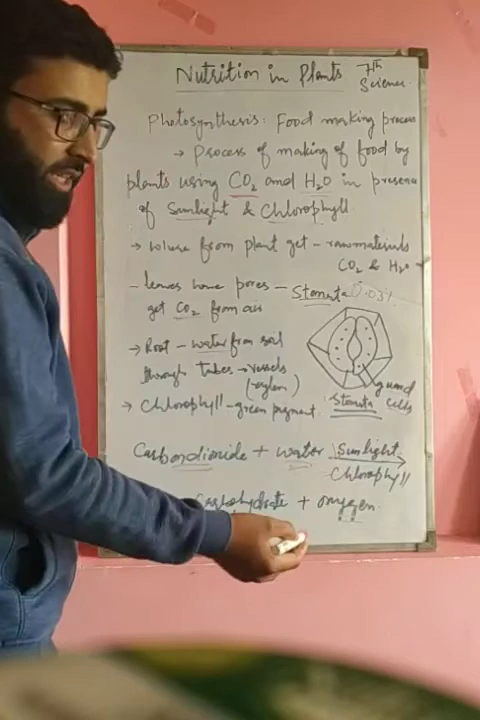 Nutrition in Plants 7th Science
Photosynthesis: Food making process
→ Process of making of food by
plants using CO2 and H2O in presence
of Sunlight & Chlorophyll
→ from plant get - rawmaterials
CO2 & H2O
- leaves have pores - Stomata 0.03%
get CO2 from air
→ Root - water from soil
through tubes → vessels
(xylem)
guard cells
Stomata
→ Chlorophyll - green pigment
Carbondioxide + water Sunlight
Chlorophyll
Carbohydrate + oxygen